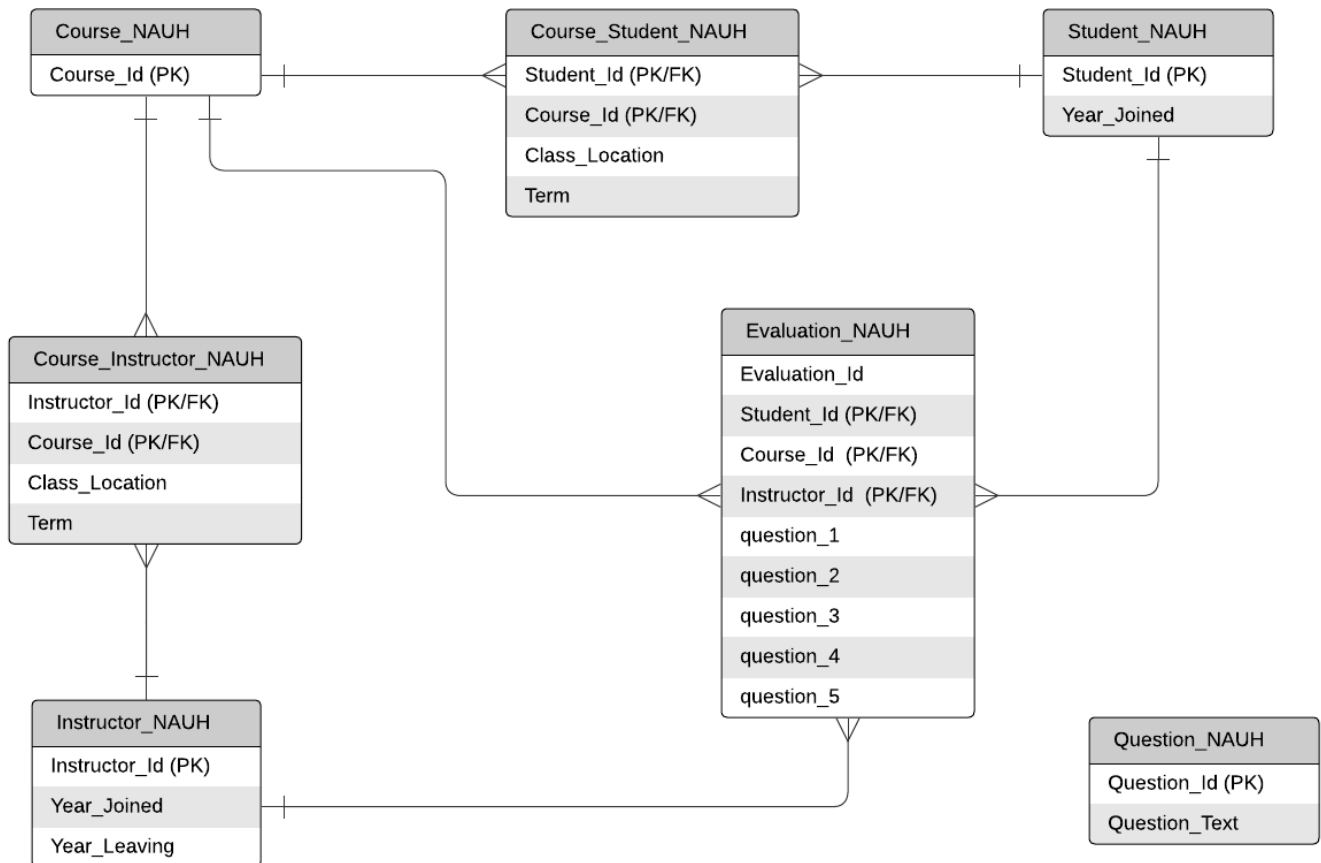 Course_NAUH
Course_Id (PK)
Course_Student_NAUH
Student_Id (PK/FK)
Course_Id (PK/FK)
Class_Location
Term
Student_NAUH
Student_Id (PK)
Year_Joined
Course_Instructor_NAUH
Instructor_Id (PK/FK)
Course_Id (PK/FK)
Class_Location
Term
Evaluation_NAUH
Evaluation_Id
Student_Id (PK/FK)
Course_Id (PK/FK)
Instructor_Id (PK/FK)
question_1
question_2
question_3
question_4
question_5
Instructor_NAUH
Instructor_Id (PK)
Year_Joined
Year_Leaving
Question_NAUH
Question_Id (PK)
Question_Text